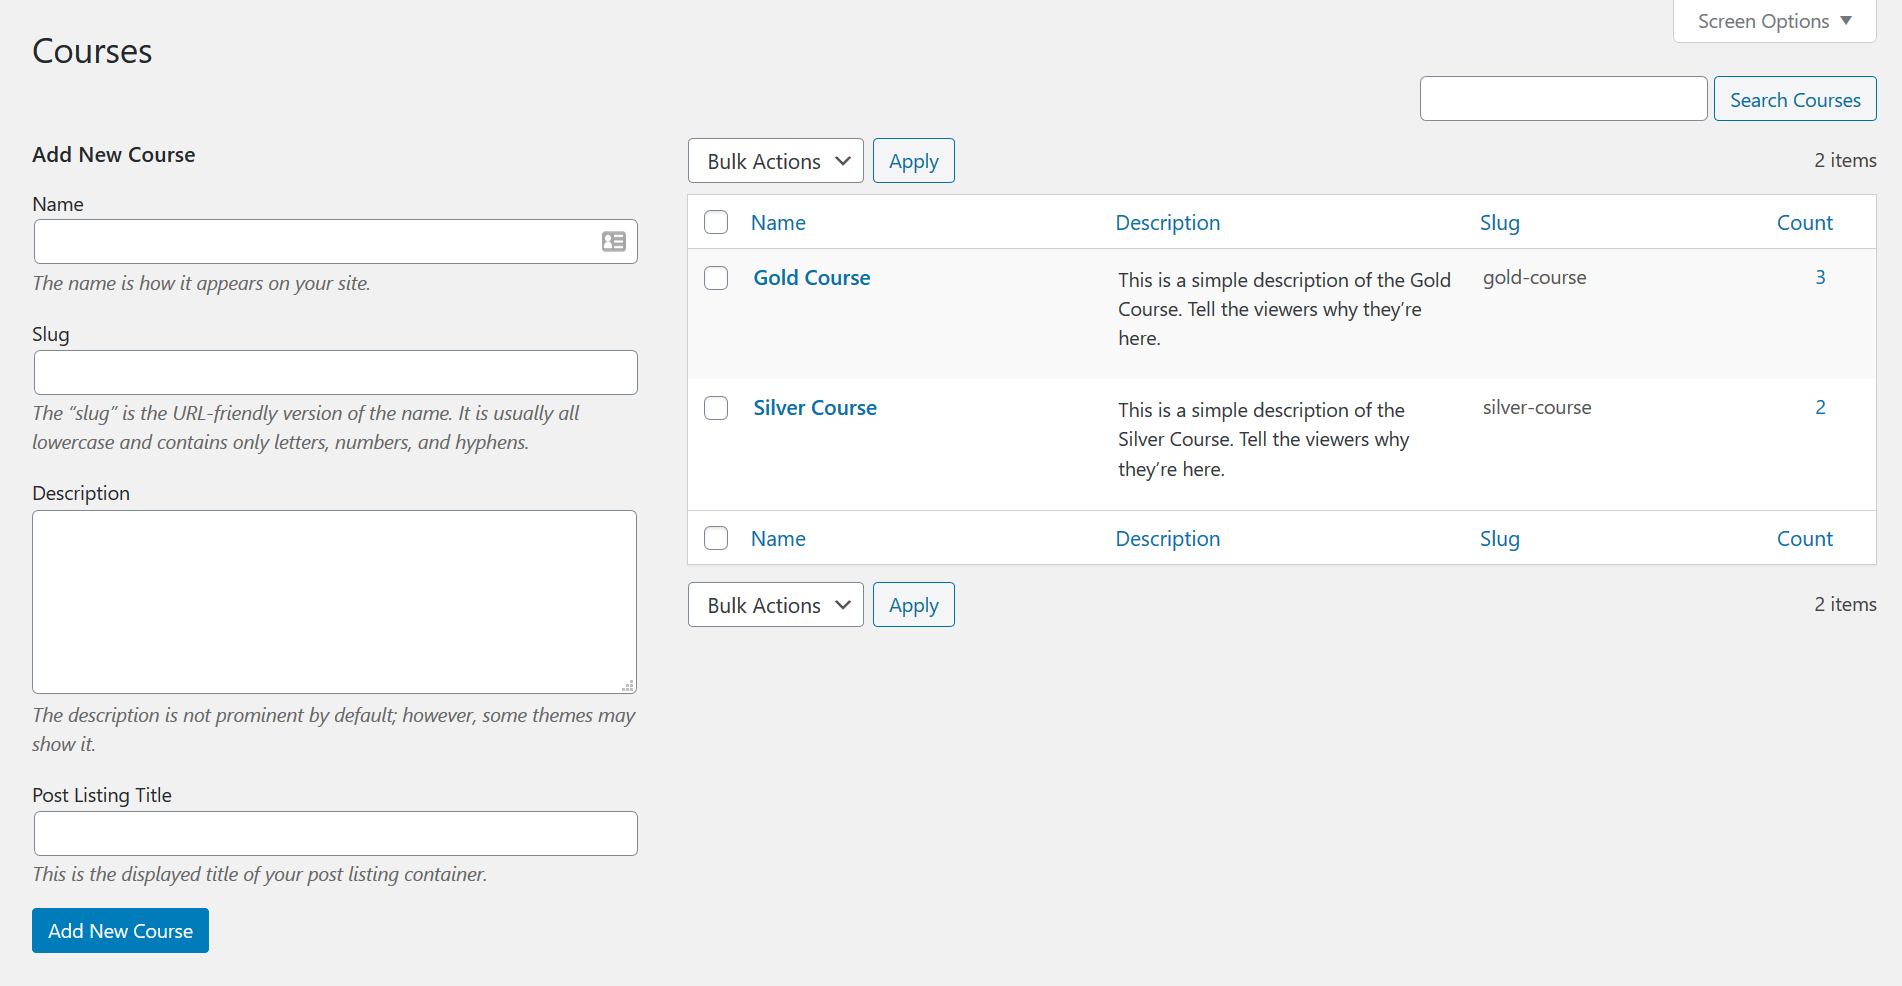 Screen Options
Courses
Search Courses
Add New Course
Name
The name is how it appears on your site.
Slug
The “slug” is the URL-friendly version of the name. It is usually all
lowercase and contains only letters, numbers, and hyphens.
Description
The description is not prominent by default; however, some themes may
show it.
Post Listing Title
This is the displayed title of your post listing container.
Add New Course
Bulk Actions Apply 2 items
Name Description Slug Count
Gold Course This is a simple description of the Gold gold-course 3
Course. Tell the viewers why they’re
here.
Silver Course This is a simple description of the silver-course 2
Silver Course. Tell the viewers why
they’re here.
Name Description Slug Count
Bulk Actions Apply 2 items